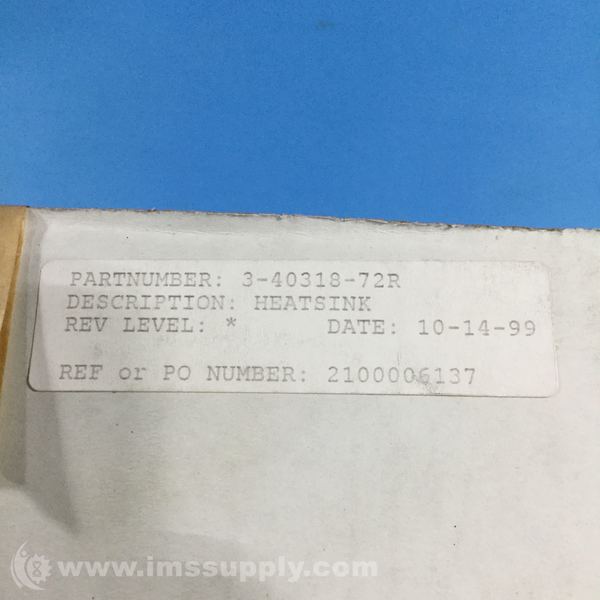 PARTNUMBER: 3-40318-72R
DESCRIPTION: HEATSINK
REV LEVEL: * DATE: 10-14-99
REF or PO NUMBER: 2100006137
www.imssupply.com